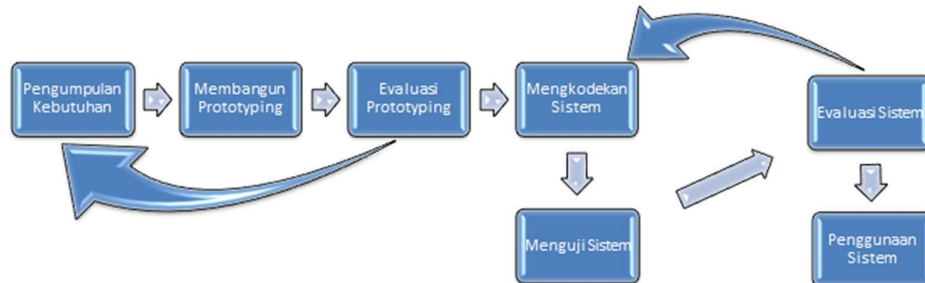 Pengumpulan
Kebutuhan
Membangun
Prototyping
Evaluasi
Prototyping
Mengkodekan
Sistem
Menguji Sistem
Evaluasi Sistem
Penggunaan
Sistem